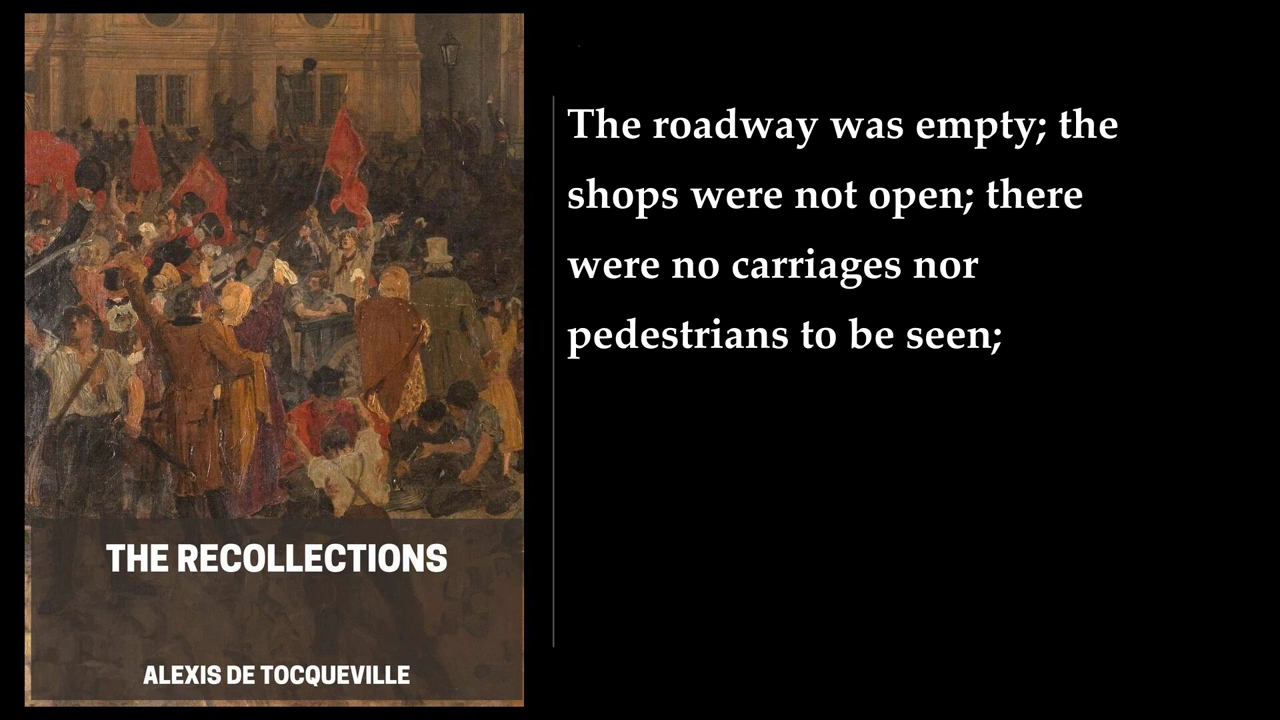 THE RECOLLECTIONS
ALEXIS DE TOCQUEVILLE
The roadway was empty; the
shops were not open; there
were no carriages nor
pedestrians to be seen;